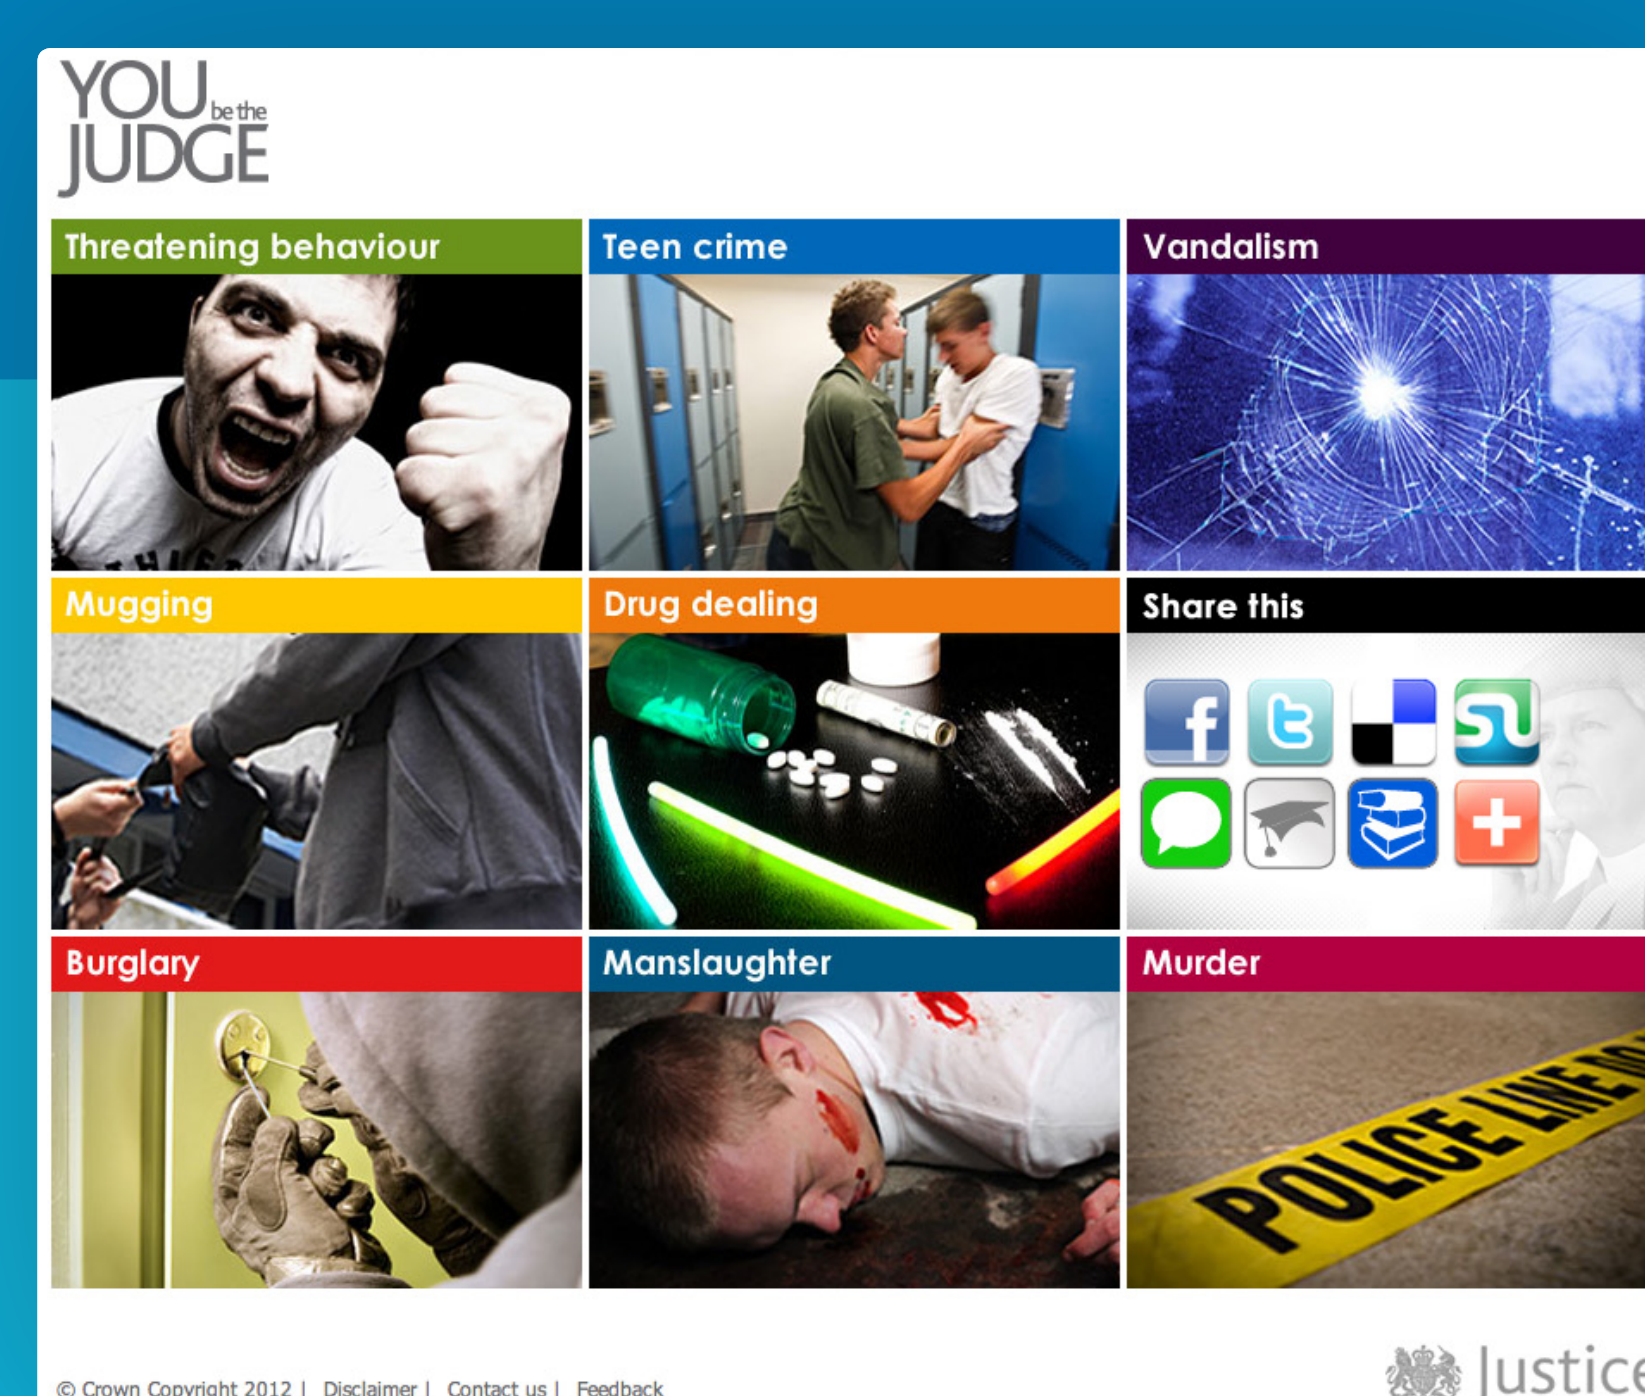 YOU
be the
JUDGE
Threatening behaviour
Teen crime
Vandalism
Mugging
Drug dealing
Share this
Burglary
Manslaughter
Murder
POLICE LINE DO
Justice
© Crown Copyright 2012 | Disclaimer | Contact us | Feedback